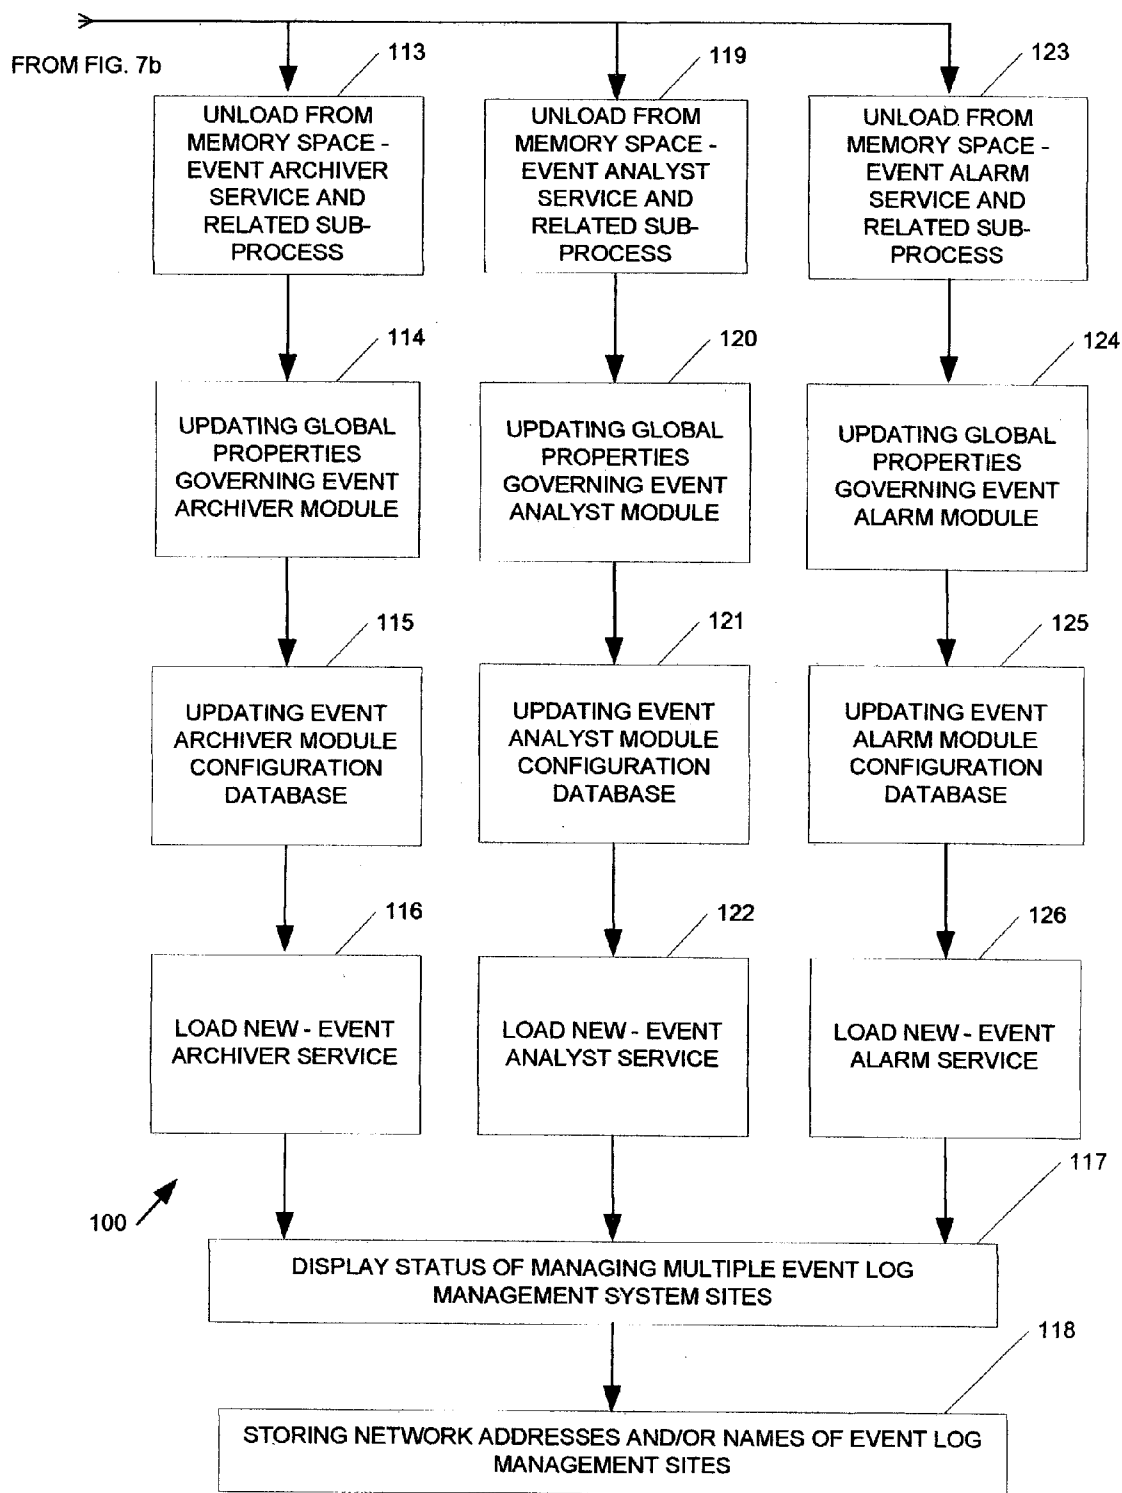 FROM FIG. 7b
113
119
123
UNLOAD FROM
MEMORY SPACE -
EVENT ARCHIVER
SERVICE AND
RELATED SUB-
PROCESS
UNLOAD FROM
MEMORY SPACE -
EVENT ANALYST
SERVICE AND
RELATED SUB-
PROCESS
UNLOAD FROM
MEMORY SPACE -
EVENT ALARM
SERVICE AND
RELATED SUB-
PROCESS
114
120
124
UPDATING GLOBAL
PROPERTIES
GOVERNING EVENT
ARCHIVER MODULE
UPDATING GLOBAL
PROPERTIES
GOVERNING EVENT
ANALYST MODULE
UPDATING GLOBAL
PROPERTIES
GOVERNING EVENT
ALARM MODULE
115
121
125
UPDATING EVENT
ARCHIVER MODULE
CONFIGURATION
DATABASE
UPDATING EVENT
ANALYST MODULE
CONFIGURATION
DATABASE
UPDATING EVENT
ALARM MODULE
CONFIGURATION
DATABASE
116
122
126
LOAD NEW - EVENT
ARCHIVER SERVICE
LOAD NEW - EVENT
ANALYST SERVICE
LOAD NEW - EVENT
ALARM SERVICE
100
117
DISPLAY STATUS OF MANAGING MULTIPLE EVENT LOG
MANAGEMENT SYSTEM SITES
118
STORING NETWORK ADDRESSES AND/OR NAMES OF EVENT LOG
MANAGEMENT SITES